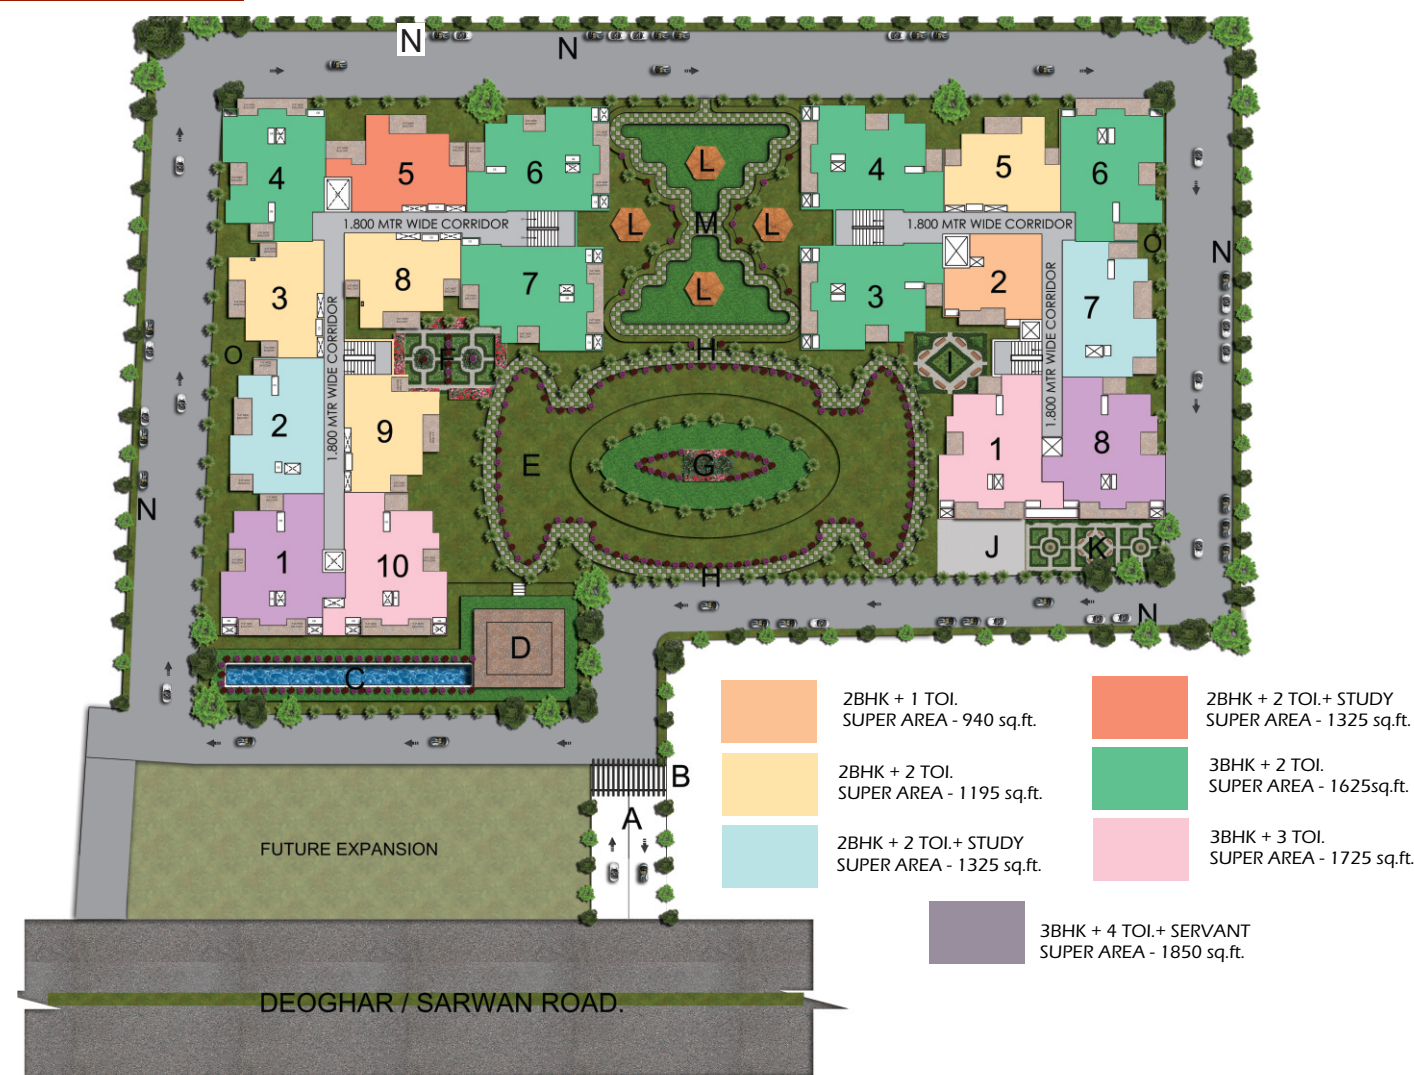 N
N
4
5
6
L
4
5
6
1.800 MTR WIDE CORRIDOR
L
M
L
1.800 MTR WIDE CORRIDOR
O
N
3
8
7
L
3
2
7
1.800 MTR WIDE CORRIDOR
1.800 MTR WIDE CORRIDOR
O
F
H
I
2
9
E
G
1
8
N
1
10
H
J
K
N
C
D
B
A
FUTURE EXPANSION
DEOGHAR / SARWAN ROAD.
2BHK + 1 TOI.
SUPER AREA - 940 sq.ft.
2BHK + 2 TOI.
SUPER AREA - 1195 sq.ft.
2BHK + 2 TOI.+ STUDY
SUPER AREA - 1325 sq.ft.
2BHK + 2 TOI.+ STUDY
SUPER AREA - 1325 sq.ft.
3BHK + 2 TOI.
SUPER AREA - 1625sq.ft.
3BHK + 3 TOI.
SUPER AREA - 1725 sq.ft.
3BHK + 4 TOI.+ SERVANT
SUPER AREA - 1850 sq.ft.